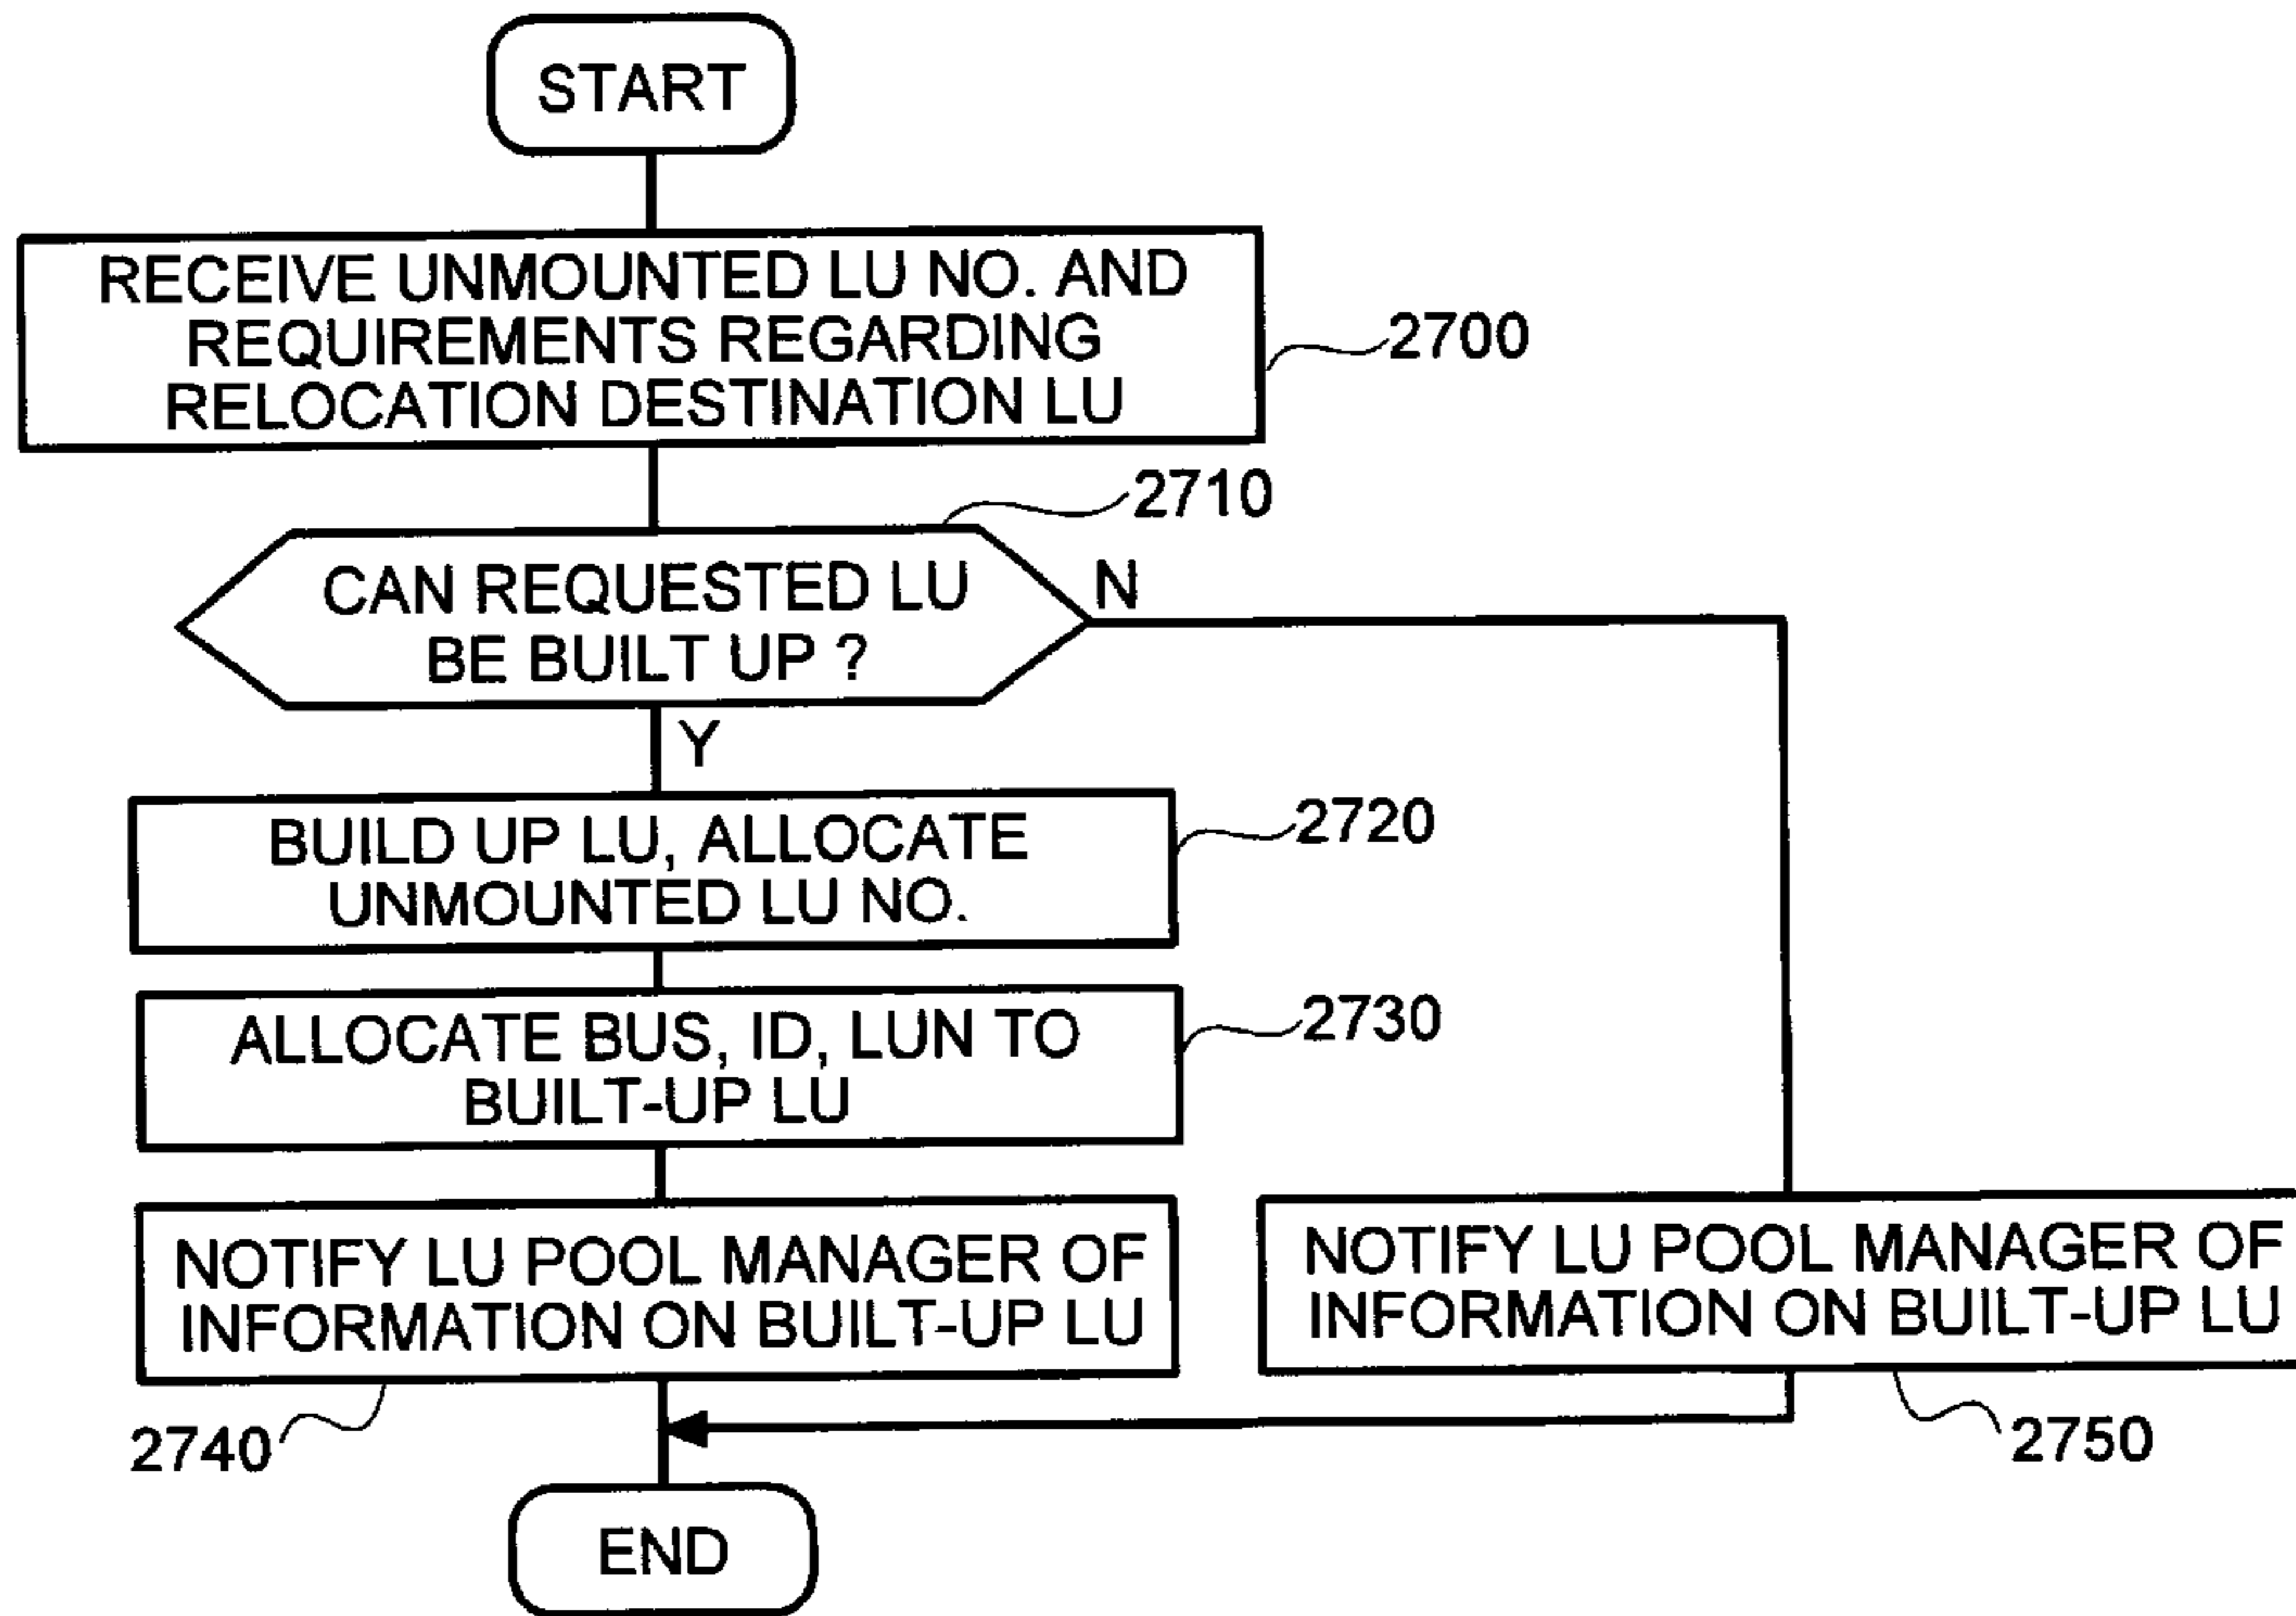 START
RECEIVE UNMOUNTED LU NO. AND
REQUIREMENTS REGARDING
RELOCATION DESTINATION LU
2700
2710
CAN REQUESTED LU
BE BUILT UP ?
N
Y
BUILD UP LU, ALLOCATE
UNMOUNTED LU NO.
2720
ALLOCATE BUS, ID, LUN TO
BUILT-UP LU
2730
NOTIFY LU POOL MANAGER OF
INFORMATION ON BUILT-UP LU
2740
NOTIFY LU POOL MANAGER OF
INFORMATION ON BUILT-UP LU
2750
END